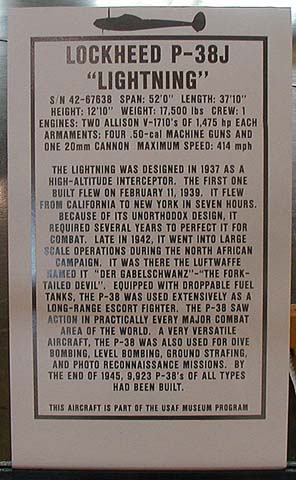 LOCKHEED P-38J
"LIGHTNING"
S/N 42-67638 SPAN: 52'0" LENGTH: 37'10"
HEIGHT: 12'10" WEIGHT: 17,500 lbs CREW: 1
ENGINES: TWO ALLISON V-1710's OF 1,475 hp EACH
ARMAMENTS: FOUR .50-cal MACHINE GUNS AND
ONE 20mm CANNON MAXIMUM SPEED: 414 mph
THE LIGHTNING WAS DESIGNED IN 1937 AS A
HIGH-ALTITUDE INTERCEPTOR. THE FIRST ONE
BUILT FLEW ON FEBRUARY 11, 1939. IT FLEW
FROM CALIFORNIA TO NEW YORK IN SEVEN HOURS.
BECAUSE OF ITS UNORTHODOX DESIGN, IT
REQUIRED SEVERAL YEARS TO PERFECT IT FOR
COMBAT. LATE IN 1942, IT WENT INTO LARGE
SCALE OPERATIONS DURING THE NORTH AFRICAN
CAMPAIGN. IT WAS THERE THE LUFTWAFFE
NAMED IT "DER GABELSCHWANZ"-"THE FORK-
TAILED DEVIL". EQUIPPED WITH DROPPABLE FUEL
TANKS, THE P-38 WAS USED EXTENSIVELY AS A
LONG-RANGE ESCORT FIGHTER. THE P-38 SAW
ACTION IN PRACTICALLY EVERY MAJOR COMBAT
AREA OF THE WORLD. A VERY VERSATILE
AIRCRAFT, THE P-38 WAS ALSO USED FOR DIVE
BOMBING, LEVEL BOMBING, GROUND STRAFING,
AND PHOTO RECONNAISSANCE MISSIONS. BY
THE END OF 1945, 9,923 P-38's OF ALL TYPES
HAD BEEN BUILT.
THIS AIRCRAFT IS PART OF THE USAF MUSEUM PROGRAM